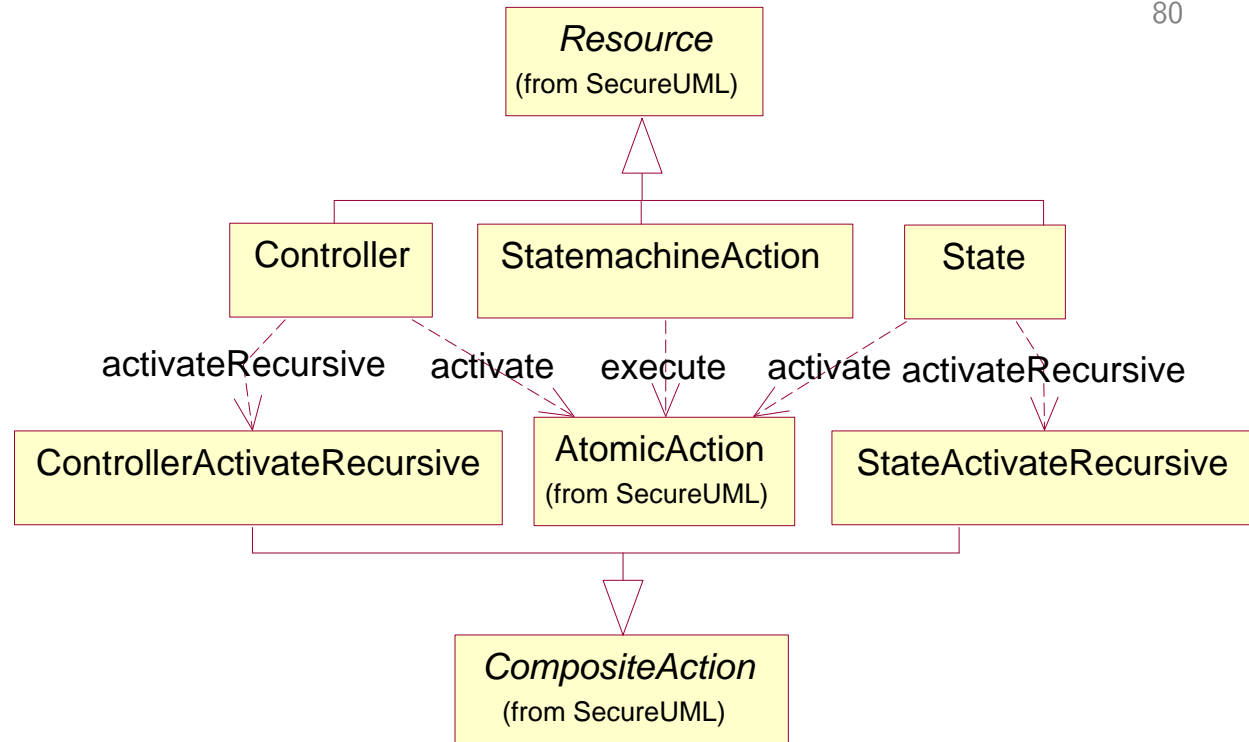 80
Resource
(from SecureUML)
Controller
StatemachineAction
State
activateRecursive
activate
execute
activate
activateRecursive
ControllerActivateRecursive
AtomicAction
(from SecureUML)
StateActivateRecursive
CompositeAction
(from SecureUML)